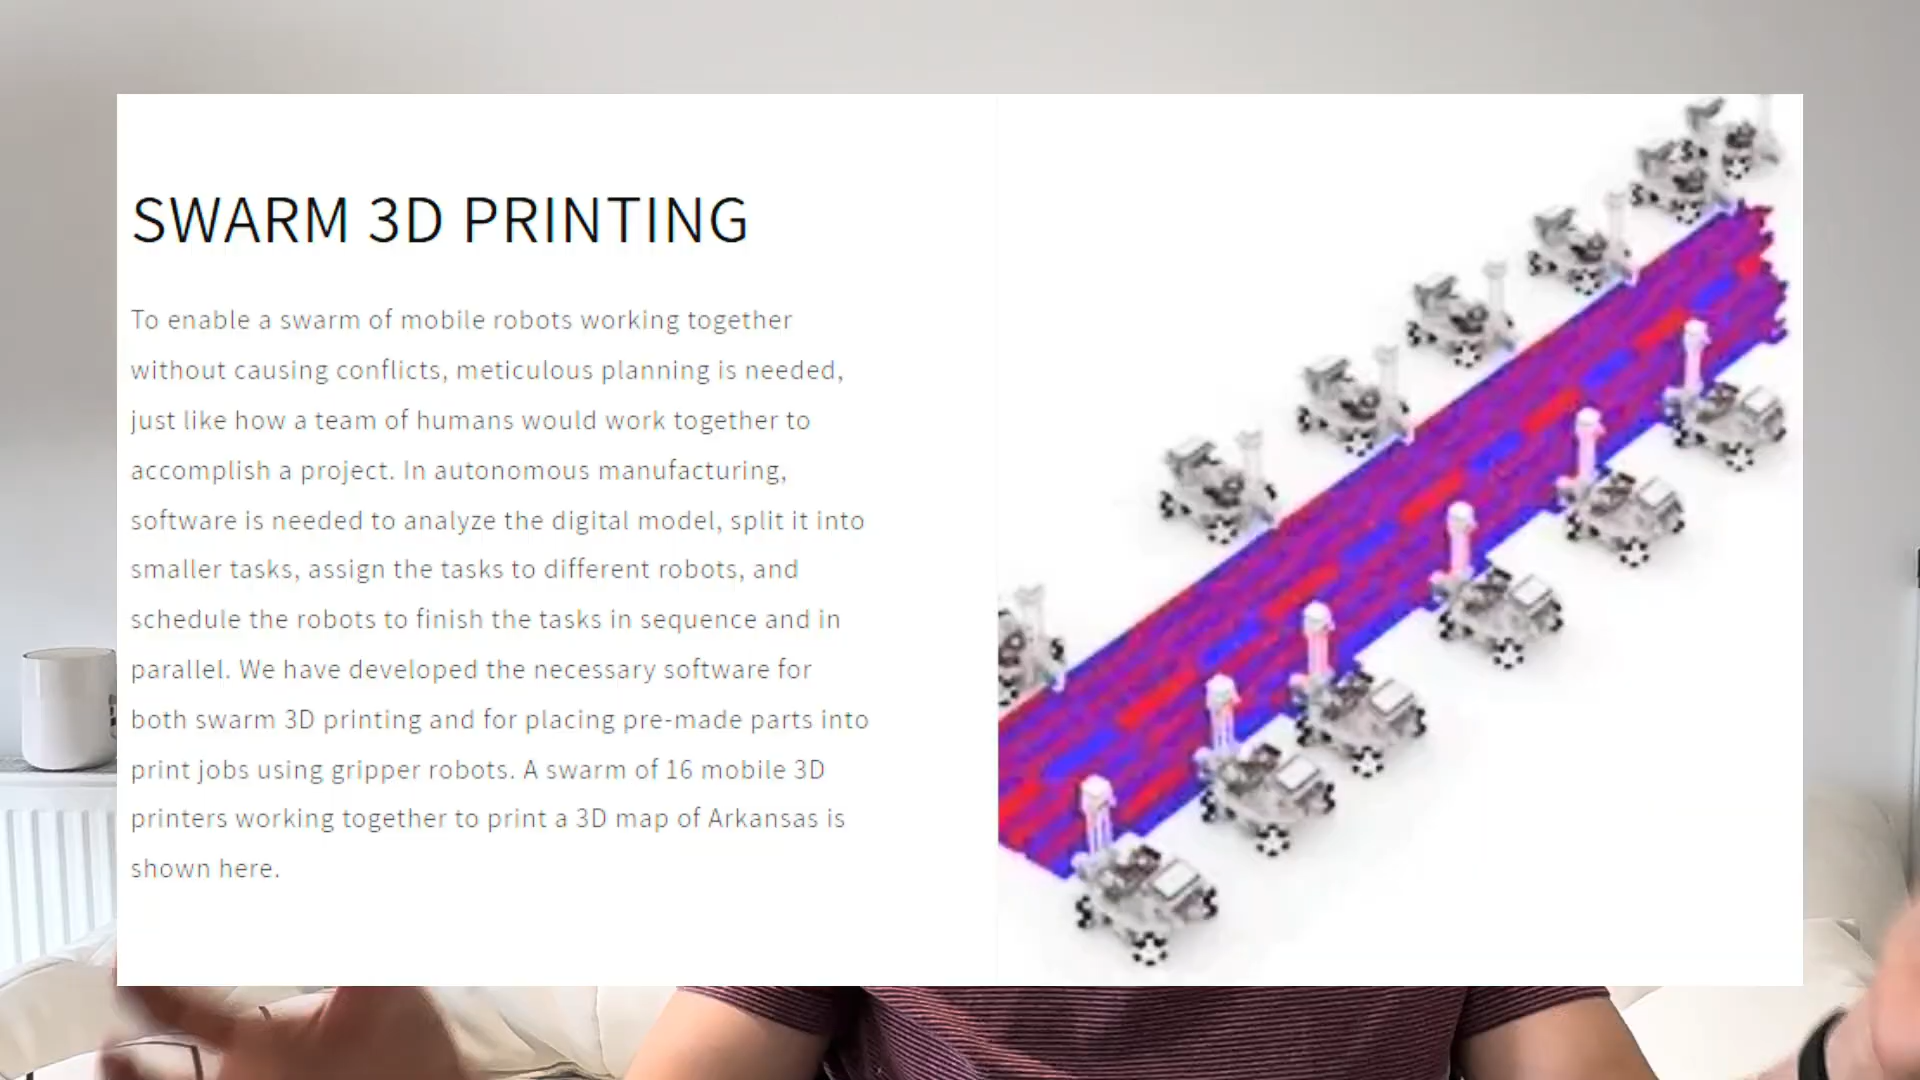 SWARM 3D PRINTING
To enable a swarm of mobile robots working together
without causing conflicts, meticulous planning is needed,
just like how a team of humans would work together to
accomplish a project. In autonomous manufacturing,
software is needed to analyze the digital model, split it into
smaller tasks, assign the tasks to different robots, and
schedule the robots to finish the tasks in sequence and in
parallel. We have developed the necessary software for
both swarm 3D printing and for placing pre-made parts into
print jobs using gripper robots. A swarm of 16 mobile 3D
printers working together to print a 3D map of Arkansas is
shown here.